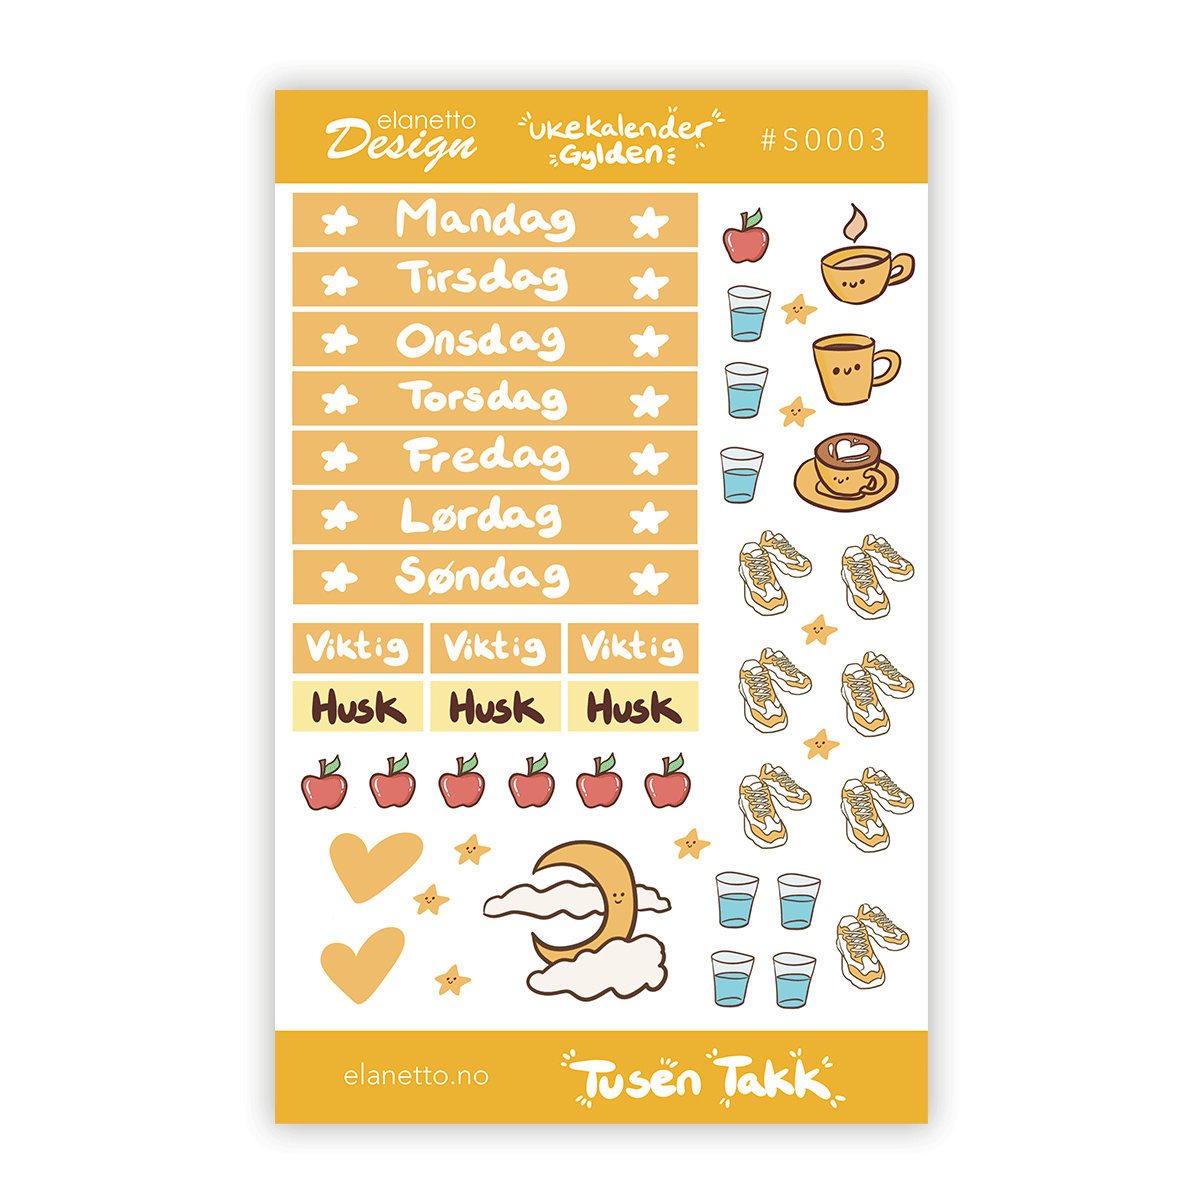 elanetto
Design
Ukekalender
Gylden
#S0003
Mandag
Tirsdag
Onsdag
Torsdag
Fredag
Lørdag
Søndag
Viktig Viktig Viktig
Husk Husk Husk
elanetto.no
Tusen Takk